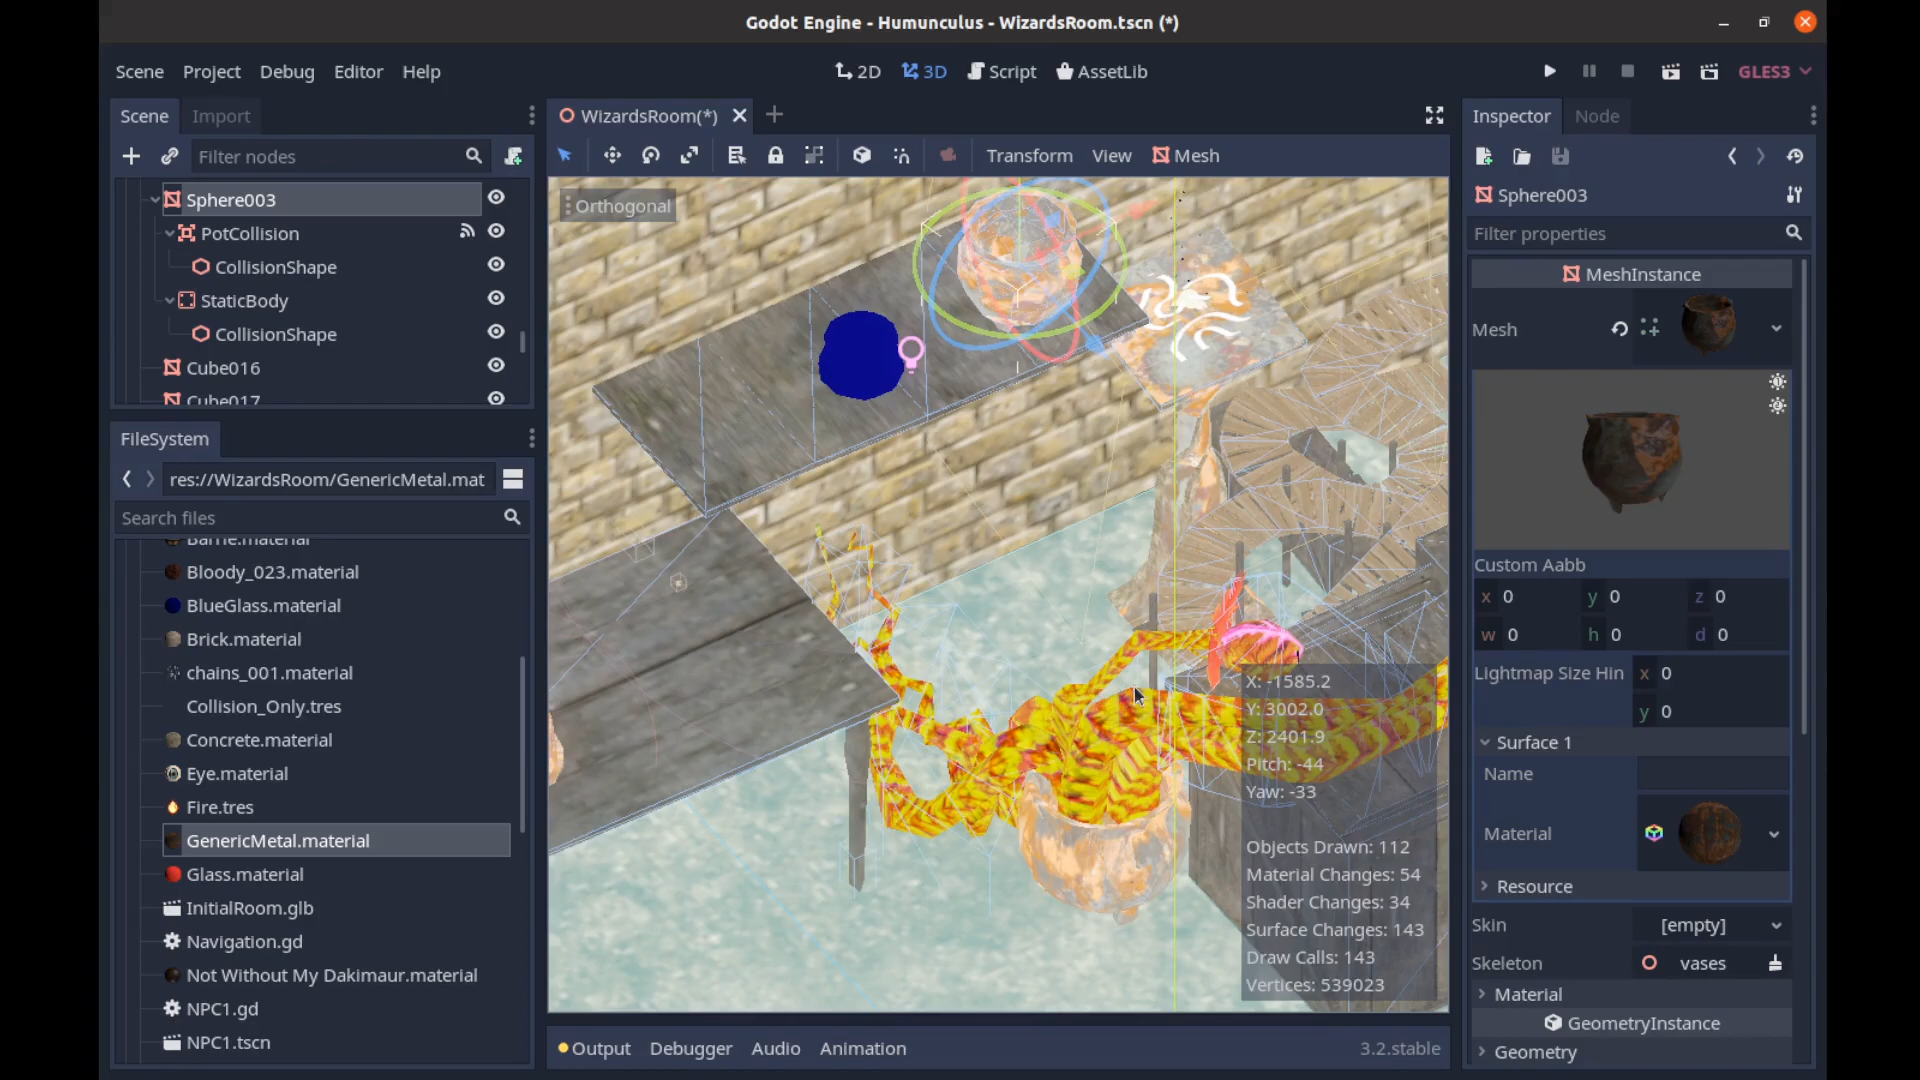 Godot Engine - Humunculus - WizardsRoom.tscn (*)
Scene Project Debug Editor Help
2D 3D Script AssetLib
GLES3
Scene Import
Filter nodes
Sphere003
PotCollision
CollisionShape
StaticBody
CollisionShape
Cube016
Cube017
FileSystem
res://WizardsRoom/GenericMetal.mat
Search files
Barrie.material
Bloody_023.material
BlueGlass.material
Brick.material
chains_001.material
Collision_Only.tres
Concrete.material
Eye.material
Fire.tres
GenericMetal.material
Glass.material
InitialRoom.glb
Navigation.gd
Not Without My Dakimaur.material
NPC1.gd
NPC1.tscn
WizardsRoom(*)
Transform View Mesh
Orthogonal
X: -1585.2
Y: 3002.0
Z: 2401.9
Pitch: -44
Yaw: -33
Objects Drawn: 112
Material Changes: 54
Shader Changes: 34
Surface Changes: 143
Draw Calls: 143
Vertices: 539023
Output Debugger Audio Animation
3.2.stable
Inspector Node
Sphere003
Filter properties
MeshInstance
Mesh
Custom Aabb
x 0 y 0 z 0
w 0 h 0 d 0
Lightmap Size Hin x 0
y 0
Surface 1
Name
Material
Resource
Skin [empty]
Skeleton vases
Material
GeometryInstance
Geometry